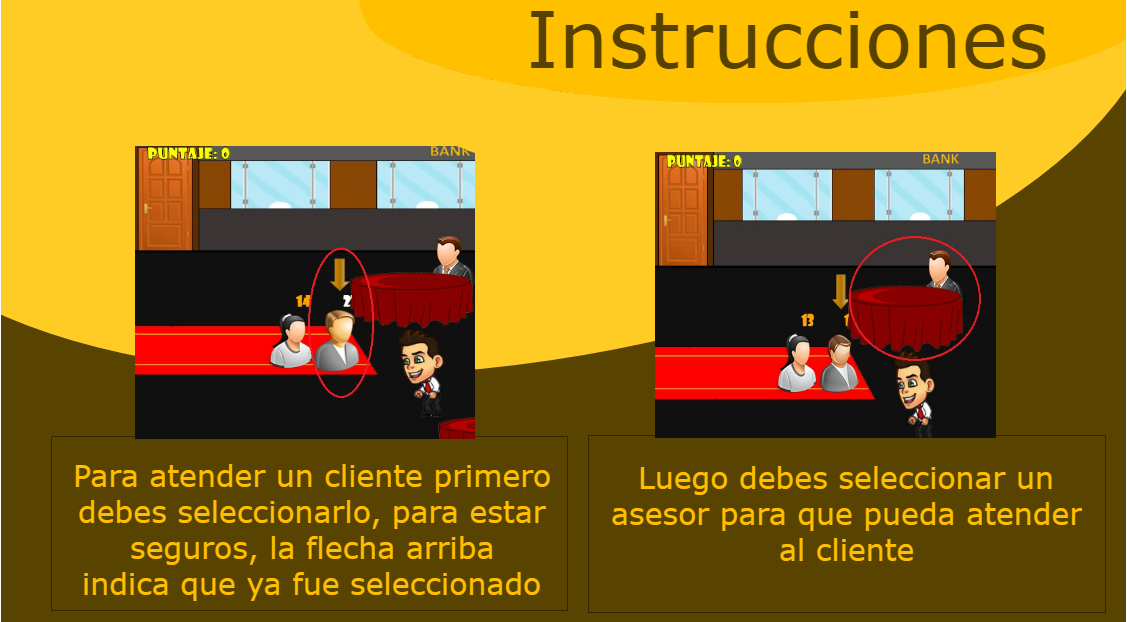 Instrucciones
PUNTAJE: 0
BANK
14
PUNTAJE: 0
BANK
13
1
Para atender un cliente primero
debes seleccionarlo, para estar
seguros, la flecha arriba
indica que ya fue seleccionado
Luego debes seleccionar un
asesor para que pueda atender
al cliente